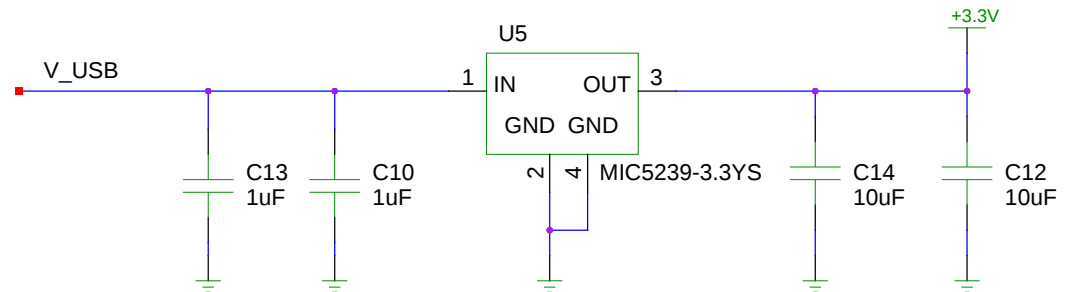 +3.3V
U5
V_USB
1
IN
OUT
3
GND GND
2
4
MIC5239-3.3YS
C13
1uF
C10
1uF
C14
10uF
C12
10uF